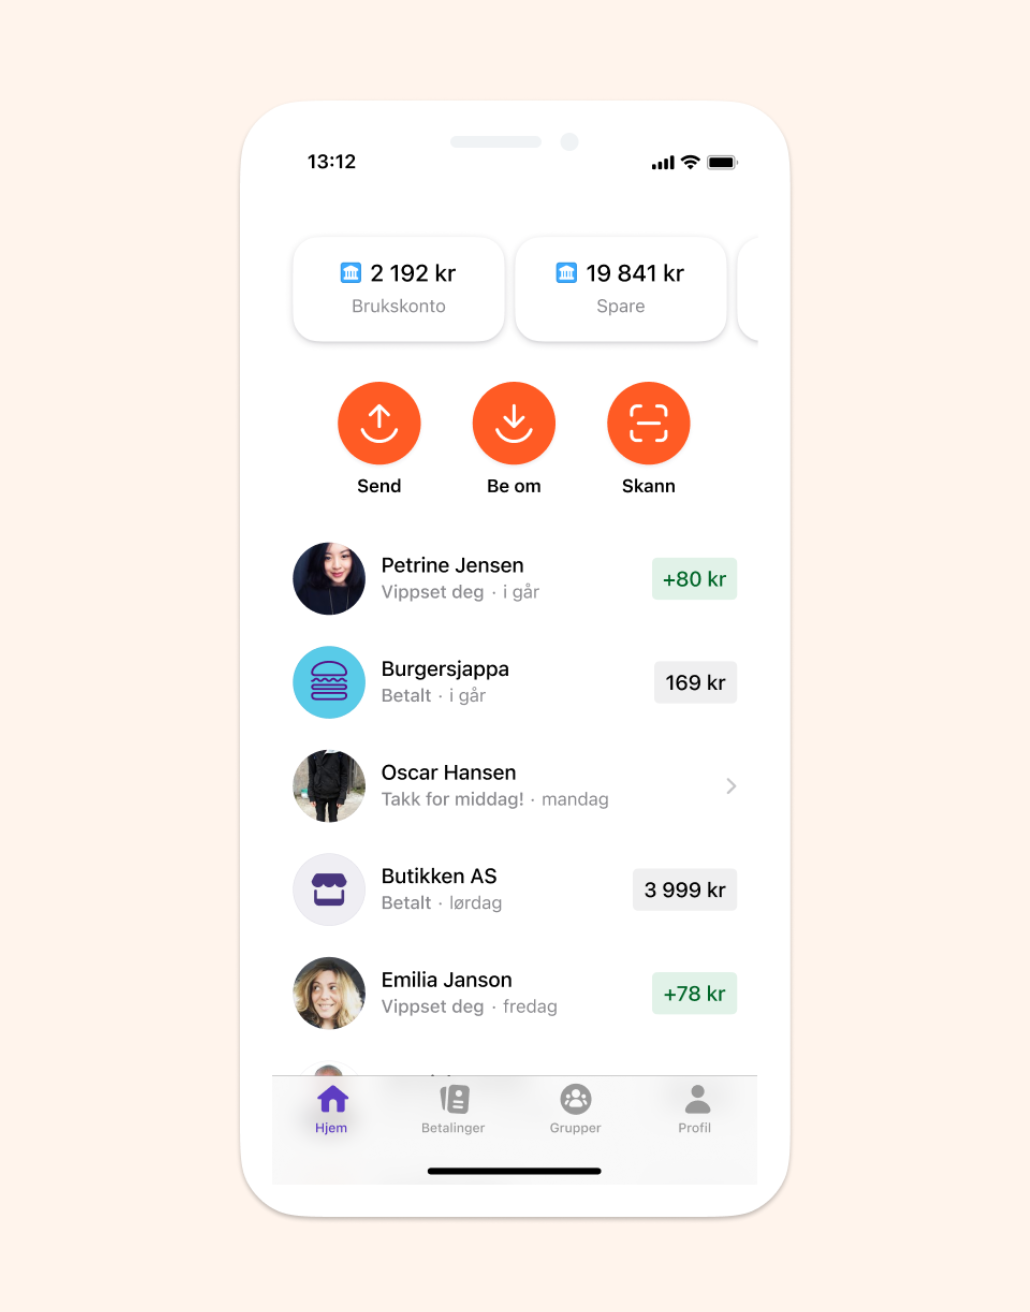 13:12
2 192 kr
Brukskonto
19 841 kr
Spare
Send
Be om
Skann
Petrine Jensen
Vippset deg · i går
+80 kr
Burgersjappa
Betalt · i går
169 kr
Oscar Hansen
Takk for middag! · mandag
Butikken AS
Betalt · lørdag
3 999 kr
Emilia Janson
Vippset deg · fredag
+78 kr
Hjem
Betalinger
Grupper
Profil